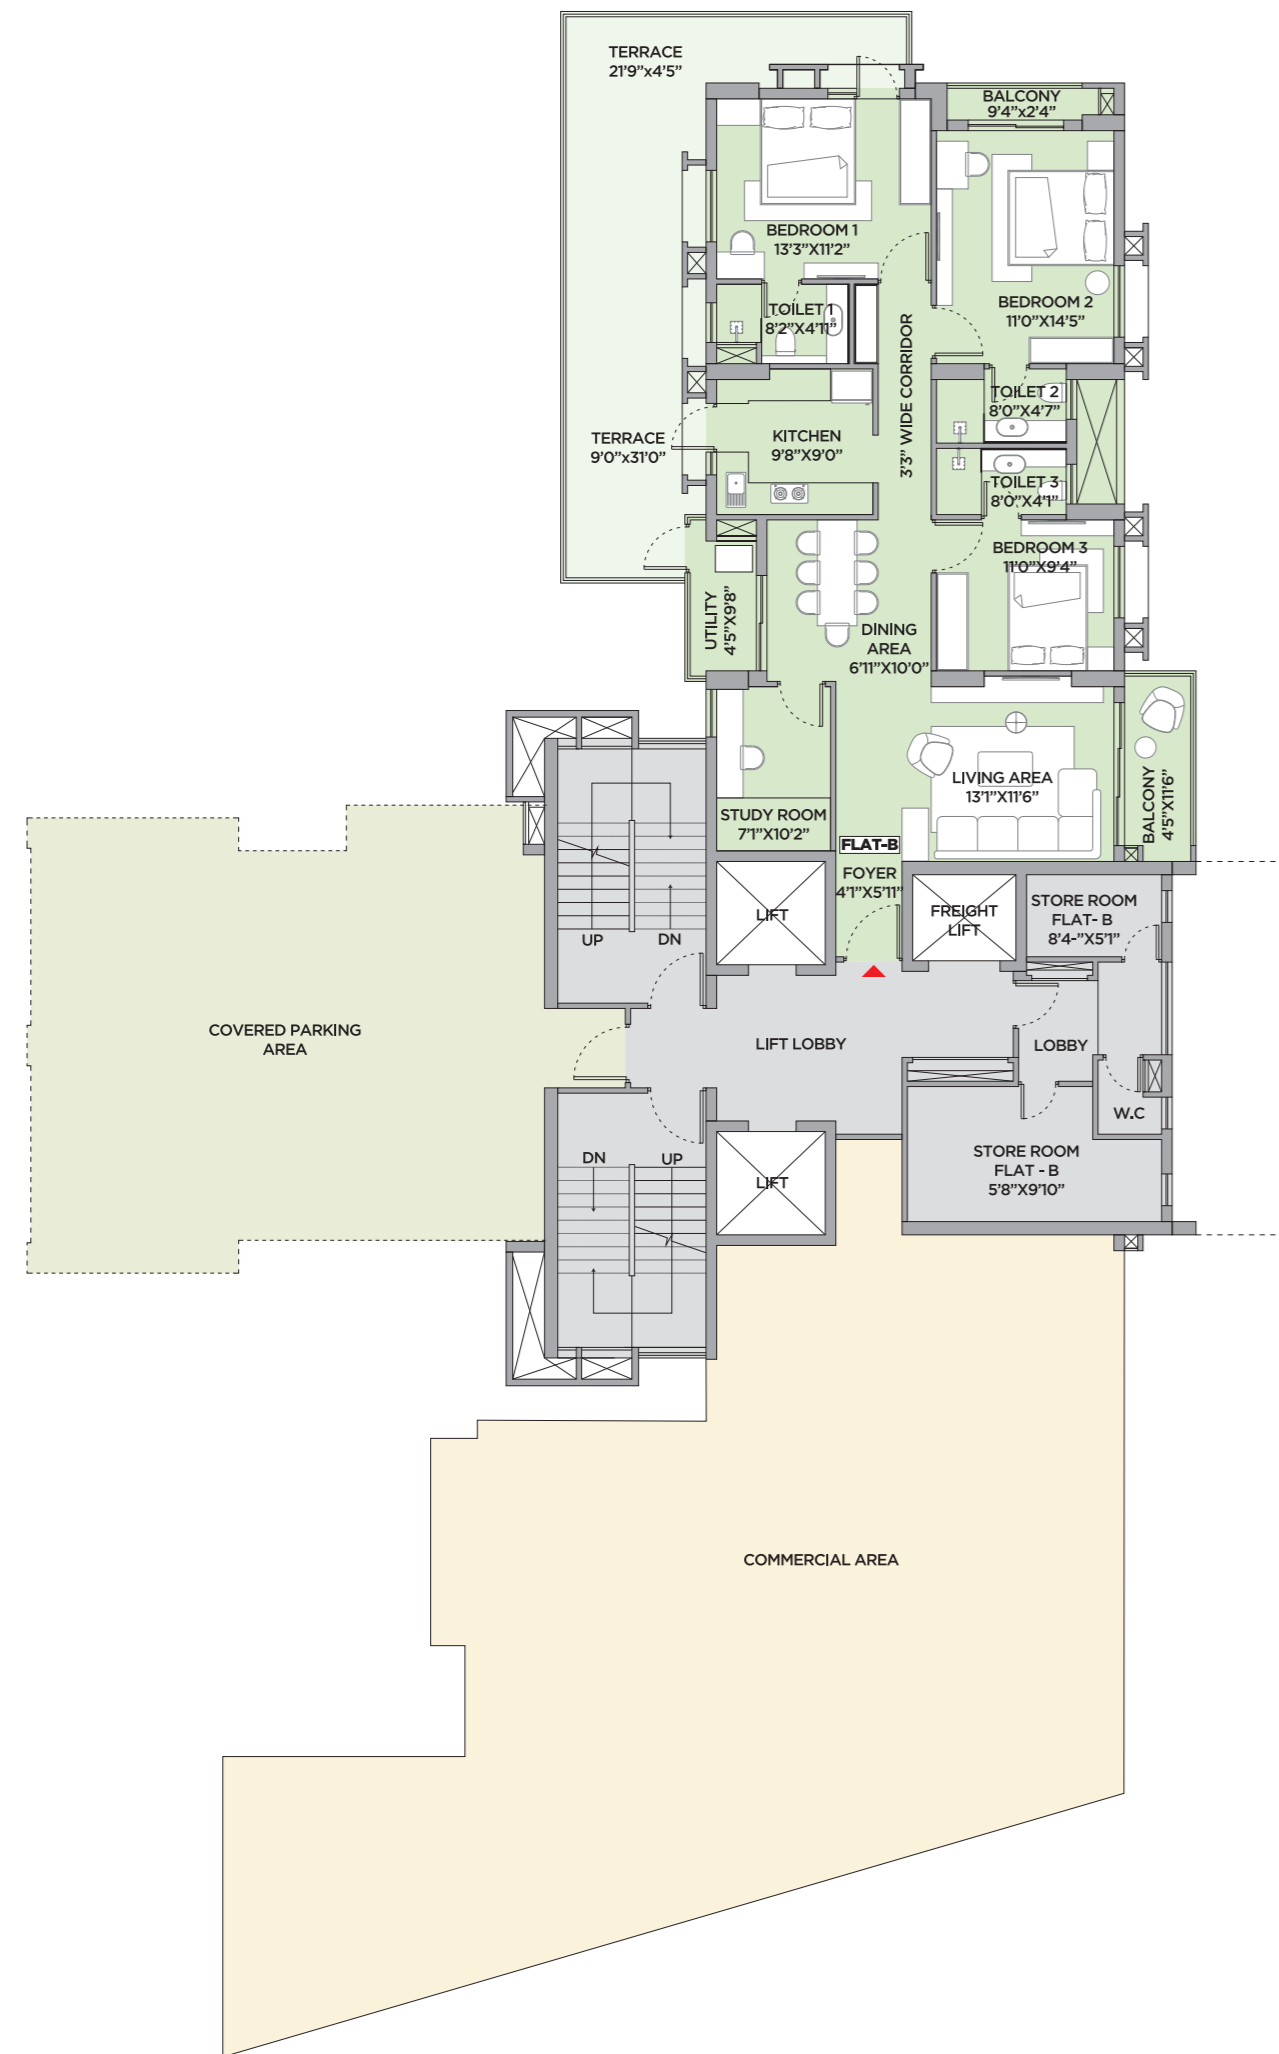 TERRACE
21'9”x4'5”
BALCONY
9'4”x2'4”
BEDROOM 1
13'3”X11'2”
BEDROOM 2
11'0”X14'5”
TOILET 1
8'2”X4'11”
3'3” WIDE CORRIDOR
TOILET 2
8'0”X4'7”
TERRACE
9'0”x31'0”
KITCHEN
9'8”X9'0”
TOILET 3
8'0”X4'1”
BEDROOM 3
11'0”X9'4”
UTILITY
4'5”X9'8”
DINING
AREA
6'11”X10'0”
LIVING AREA
13'1”X11'6”
BALCONY
4'5”X11'6”
STUDY ROOM
7'1”X10'2”
FLAT-B
FOYER
4'1”X5'11”
LIFT
FREIGHT
LIFT
STORE ROOM
FLAT- B
8'4-”X5'1”
UP
DN
COVERED PARKING
AREA
LIFT LOBBY
LOBBY
W.C
DN
UP
LIFT
STORE ROOM
FLAT - B
5'8”X9'10”
COMMERCIAL AREA